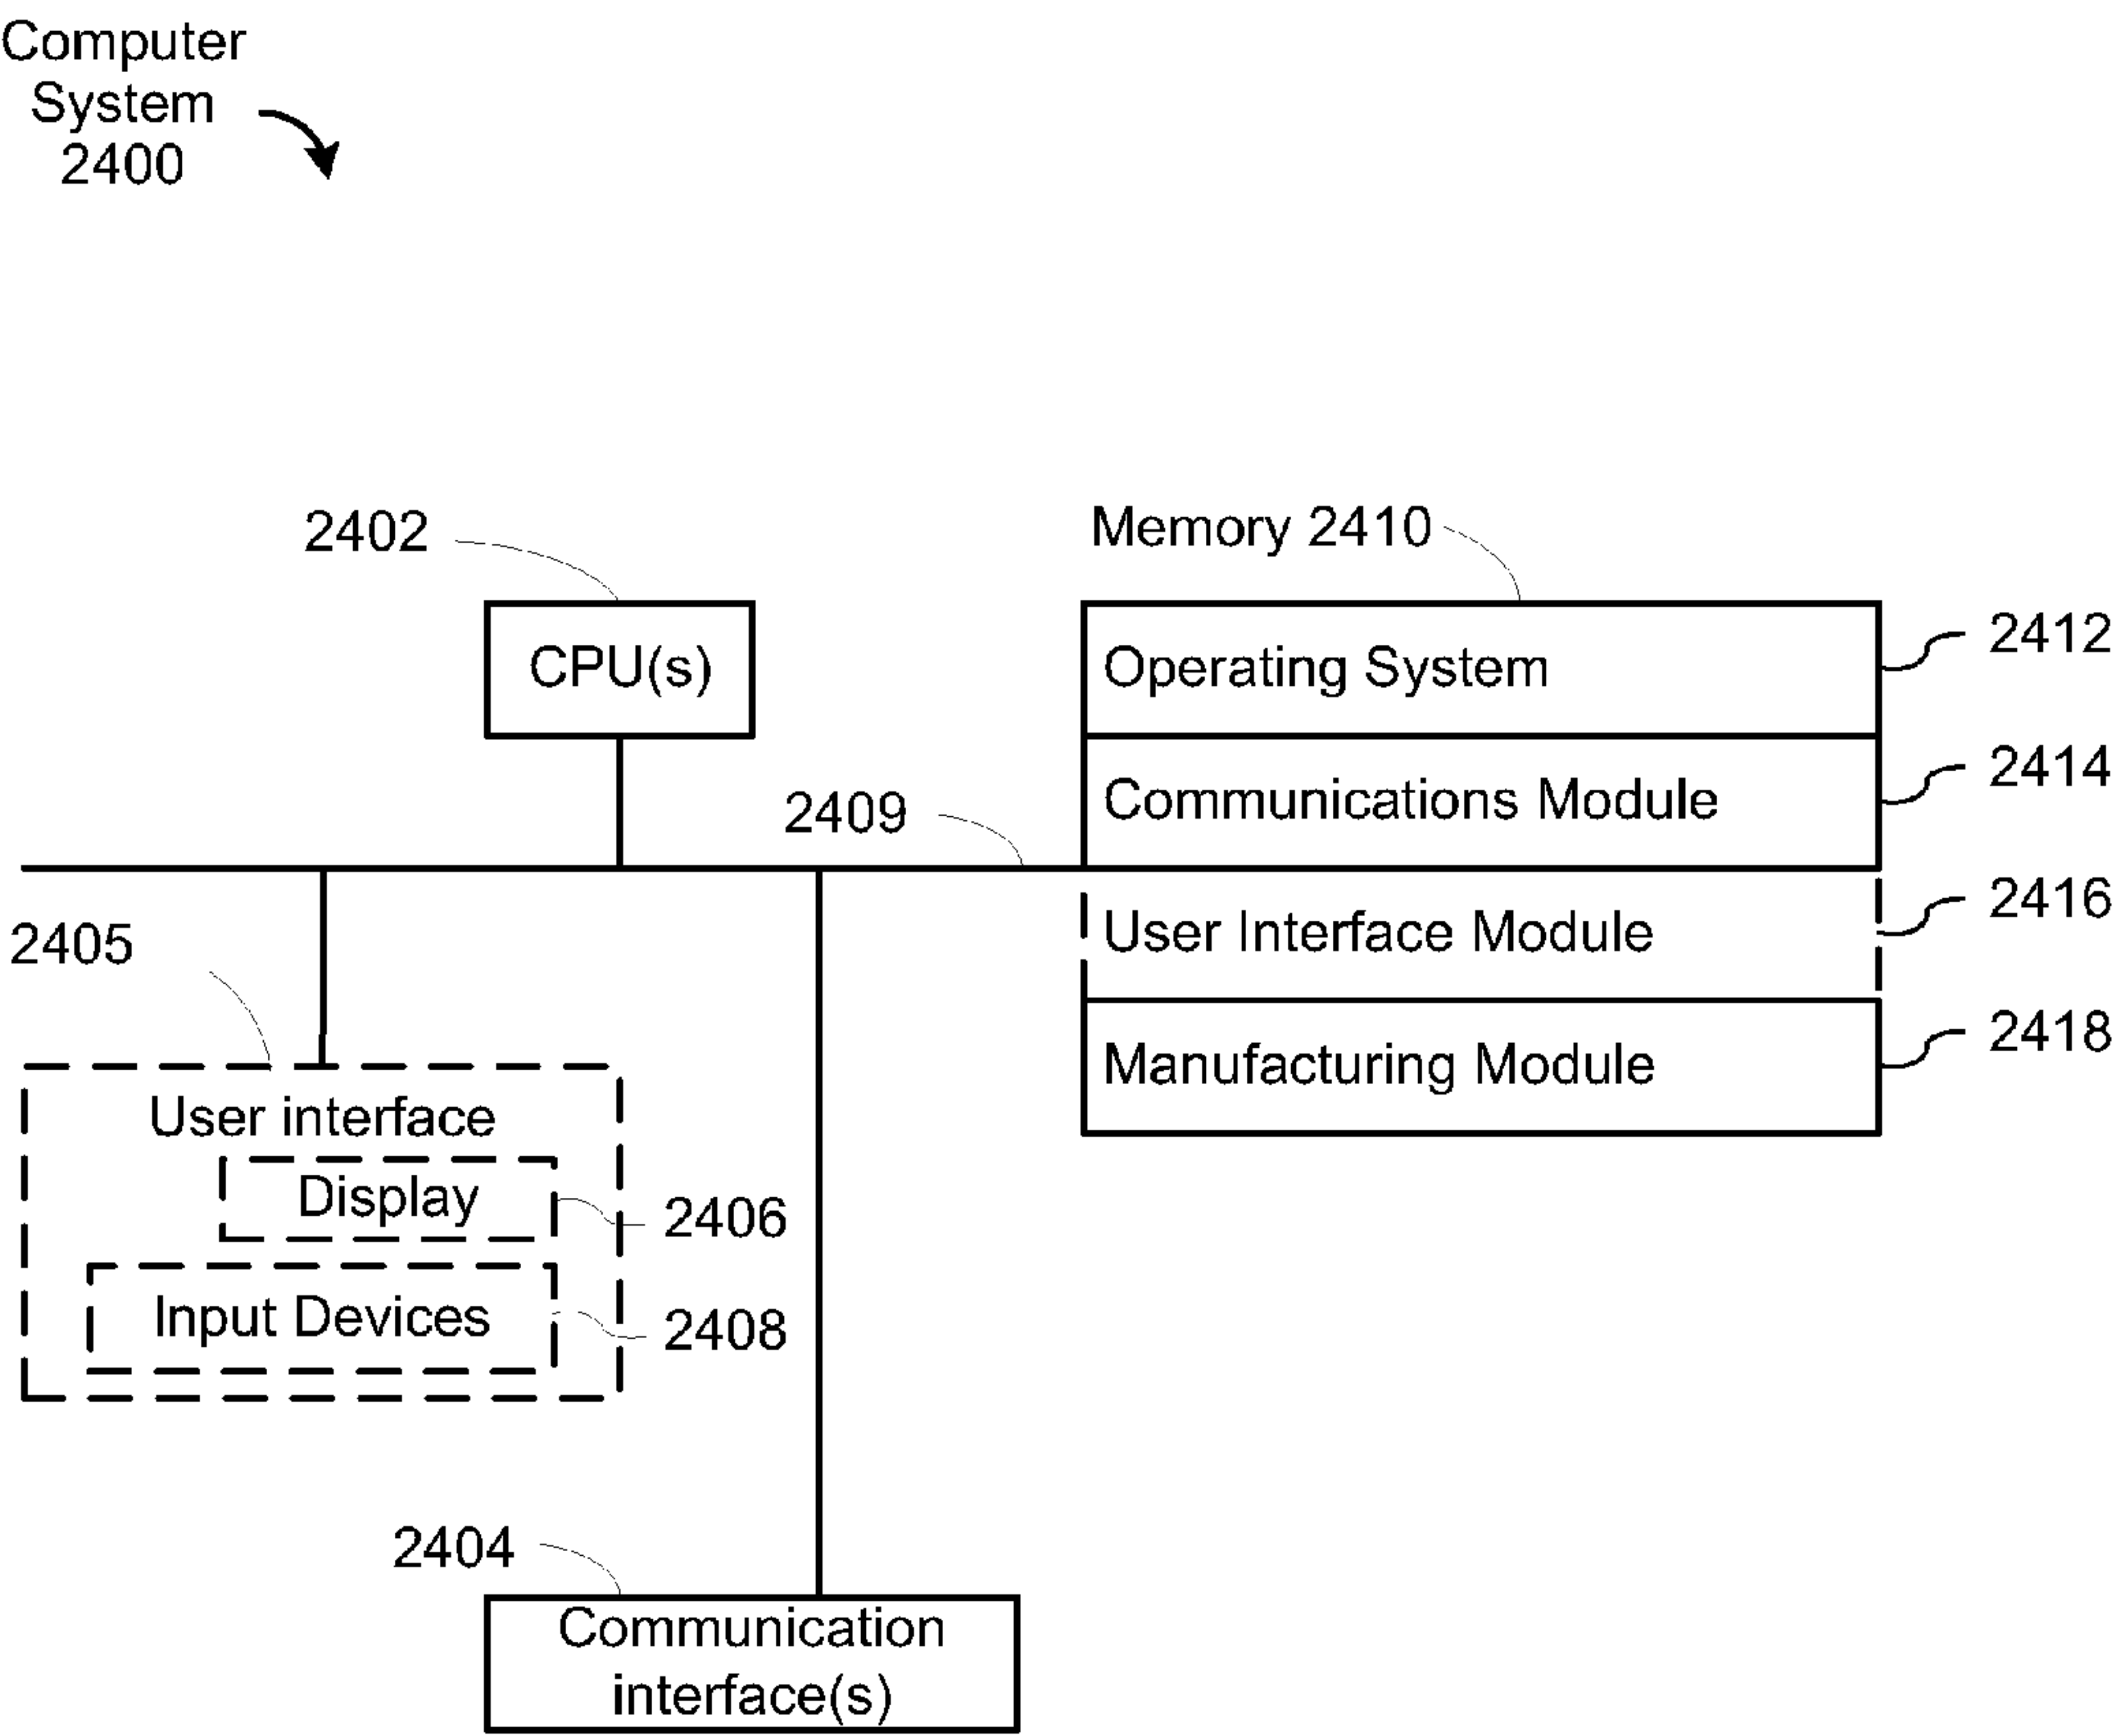 Computer
System
2400
2402
Memory 2410
CPU(s)
Operating System
2412
Communications Module
2414
2409
User Interface Module
2416
2405
Manufacturing Module
2418
User interface
Display
2406
Input Devices
2408
2404
Communication
interface(s)